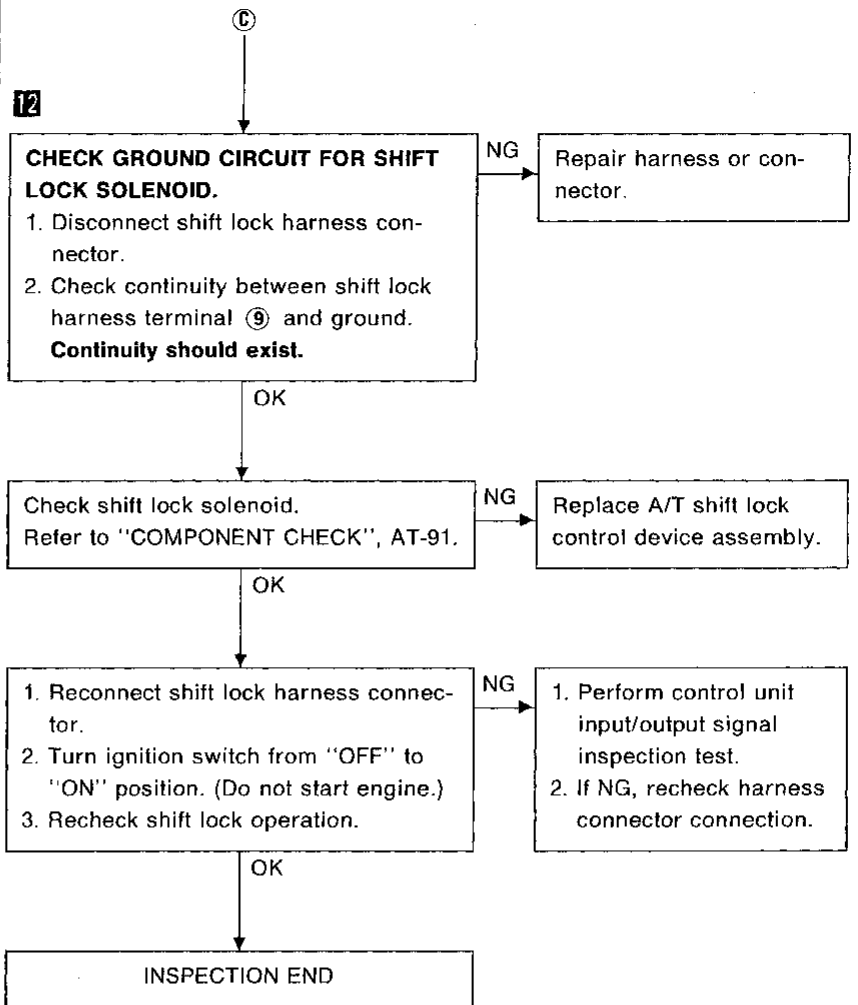 Ⓒ
12
CHECK GROUND CIRCUIT FOR SHIFT
LOCK SOLENOID.
1. Disconnect shift lock harness con-
nector.
2. Check continuity between shift lock
harness terminal ⑨ and ground.
Continuity should exist.
NG
Repair harness or con-
nector.
OK
Check shift lock solenoid.
Refer to ''COMPONENT CHECK'', AT-91.
NG
Replace A/T shift lock
control device assembly.
OK
1. Reconnect shift lock harness connec-
tor.
2. Turn ignition switch from ''OFF'' to
''ON'' position. (Do not start engine.)
3. Recheck shift lock operation.
NG
1. Perform control unit
input/output signal
inspection test.
2. If NG, recheck harness
connector connection.
OK
INSPECTION END